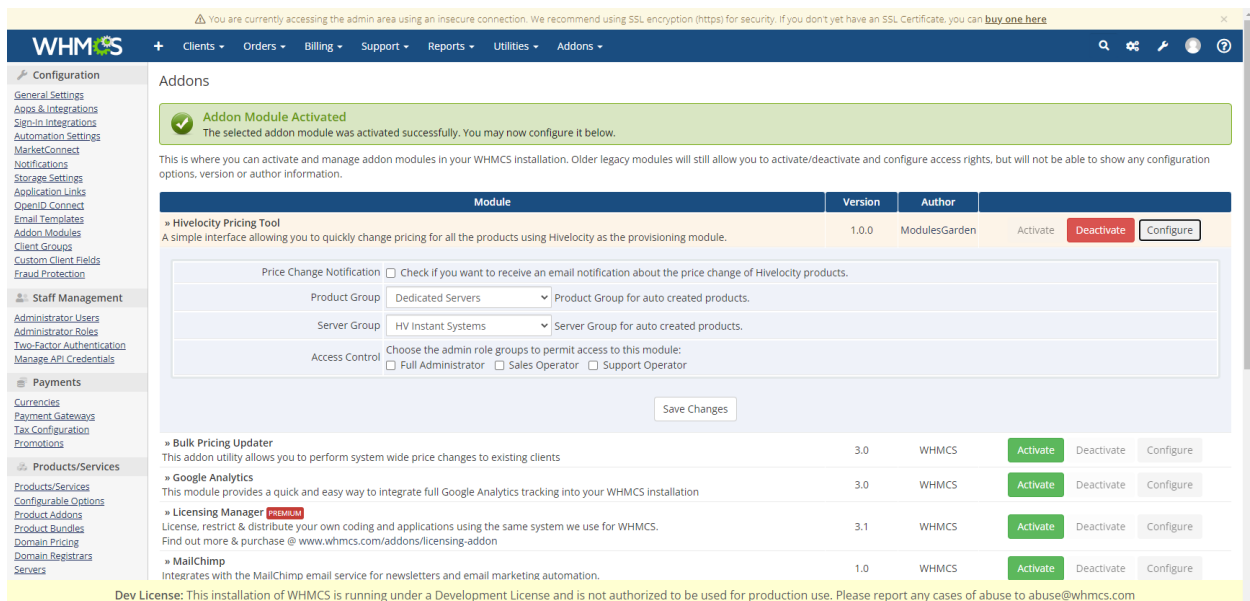 You are currently accessing the admin area using an insecure connection. We recommend using SSL encryption (https) for security. If you don't yet have an SSL Certificate, you can buy one here ×
WHMCS + Clients Orders Billing Support Reports Utilities Addons
Configuration
General Settings
Apps & Integrations
Sign-In Integrations
Automation Settings
MarketConnect
Notifications
Storage Settings
Application Links
OpenID Connect
Email Templates
Addon Modules
Client Groups
Custom Client Fields
Fraud Protection
Staff Management
Administrator Users
Administrator Roles
Two-Factor Authentication
Manage API Credentials
Payments
Currencies
Payment Gateways
Tax Configuration
Promotions
Products/Services
Products/Services
Configurable Options
Product Addons
Product Bundles
Domain Pricing
Domain Registrars
Servers
Addons
Addon Module Activated
The selected addon module was activated successfully. You may now configure it below.
This is where you can activate and manage addon modules in your WHMCS installation. Older legacy modules will still allow you to activate/deactivate and configure access rights, but will not be able to show any configuration
options, version or author information.
Module Version Author
» Hivelocity Pricing Tool
A simple interface allowing you to quickly change pricing for all the products using Hivelocity as the provisioning module. 1.0.0 ModulesGarden Activate Deactivate Configure
Price Change Notification Check if you want to receive an email notification about the price change of Hivelocity products.
Product Group Dedicated Servers Product Group for auto created products.
Server Group HV Instant Systems Server Group for auto created products.
Access Control Choose the admin role groups to permit access to this module:
Full Administrator Sales Operator Support Operator
Save Changes
» Bulk Pricing Updater
This addon utility allows you to perform system wide price changes to existing clients 3.0 WHMCS Activate Deactivate Configure
» Google Analytics
This module provides a quick and easy way to integrate full Google Analytics tracking into your WHMCS installation 3.0 WHMCS Activate Deactivate Configure
» Licensing Manager PREMIUM
License, restrict & distribute your own coding and applications using the same system we use for WHMCS. 3.1 WHMCS Activate Deactivate Configure
Find out more & purchase @ www.whmcs.com/addons/licensing-addon
» MailChimp
Integrates with the MailChimp email service for newsletters and email marketing automation. 1.0 WHMCS Activate Deactivate Configure
Dev License: This installation of WHMCS is running under a Development License and is not authorized to be used for production use. Please report any cases of abuse to abuse@whmcs.com